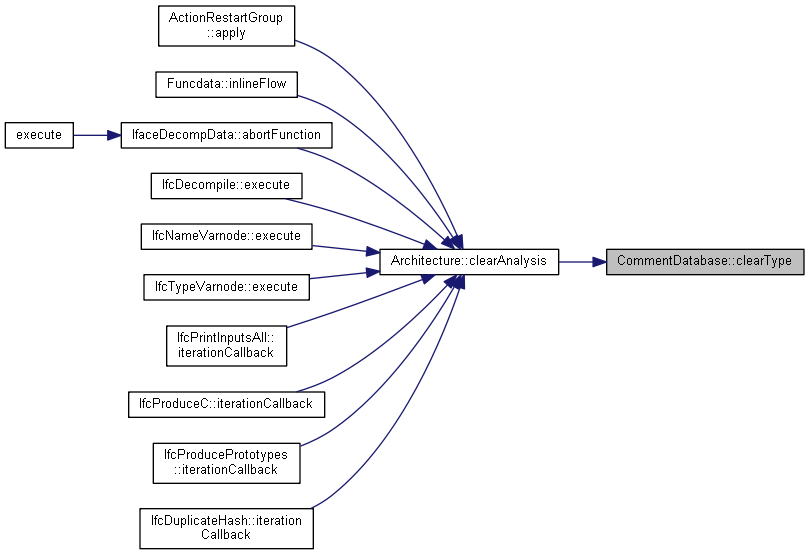 ActionRestartGroup
::apply
Funcdata::inlineFlow
execute
IfaceDecompData::abortFunction
IfcDecompile::execute
IfcNameVarnode::execute
Architecture::clearAnalysis
CommentDatabase::clearType
IfcTypeVarnode::execute
IfcPrintInputsAll::
iterationCallback
IfcProduceC::iterationCallback
IfcProducePrototypes
::iterationCallback
IfcDuplicateHash::iteration
Callback